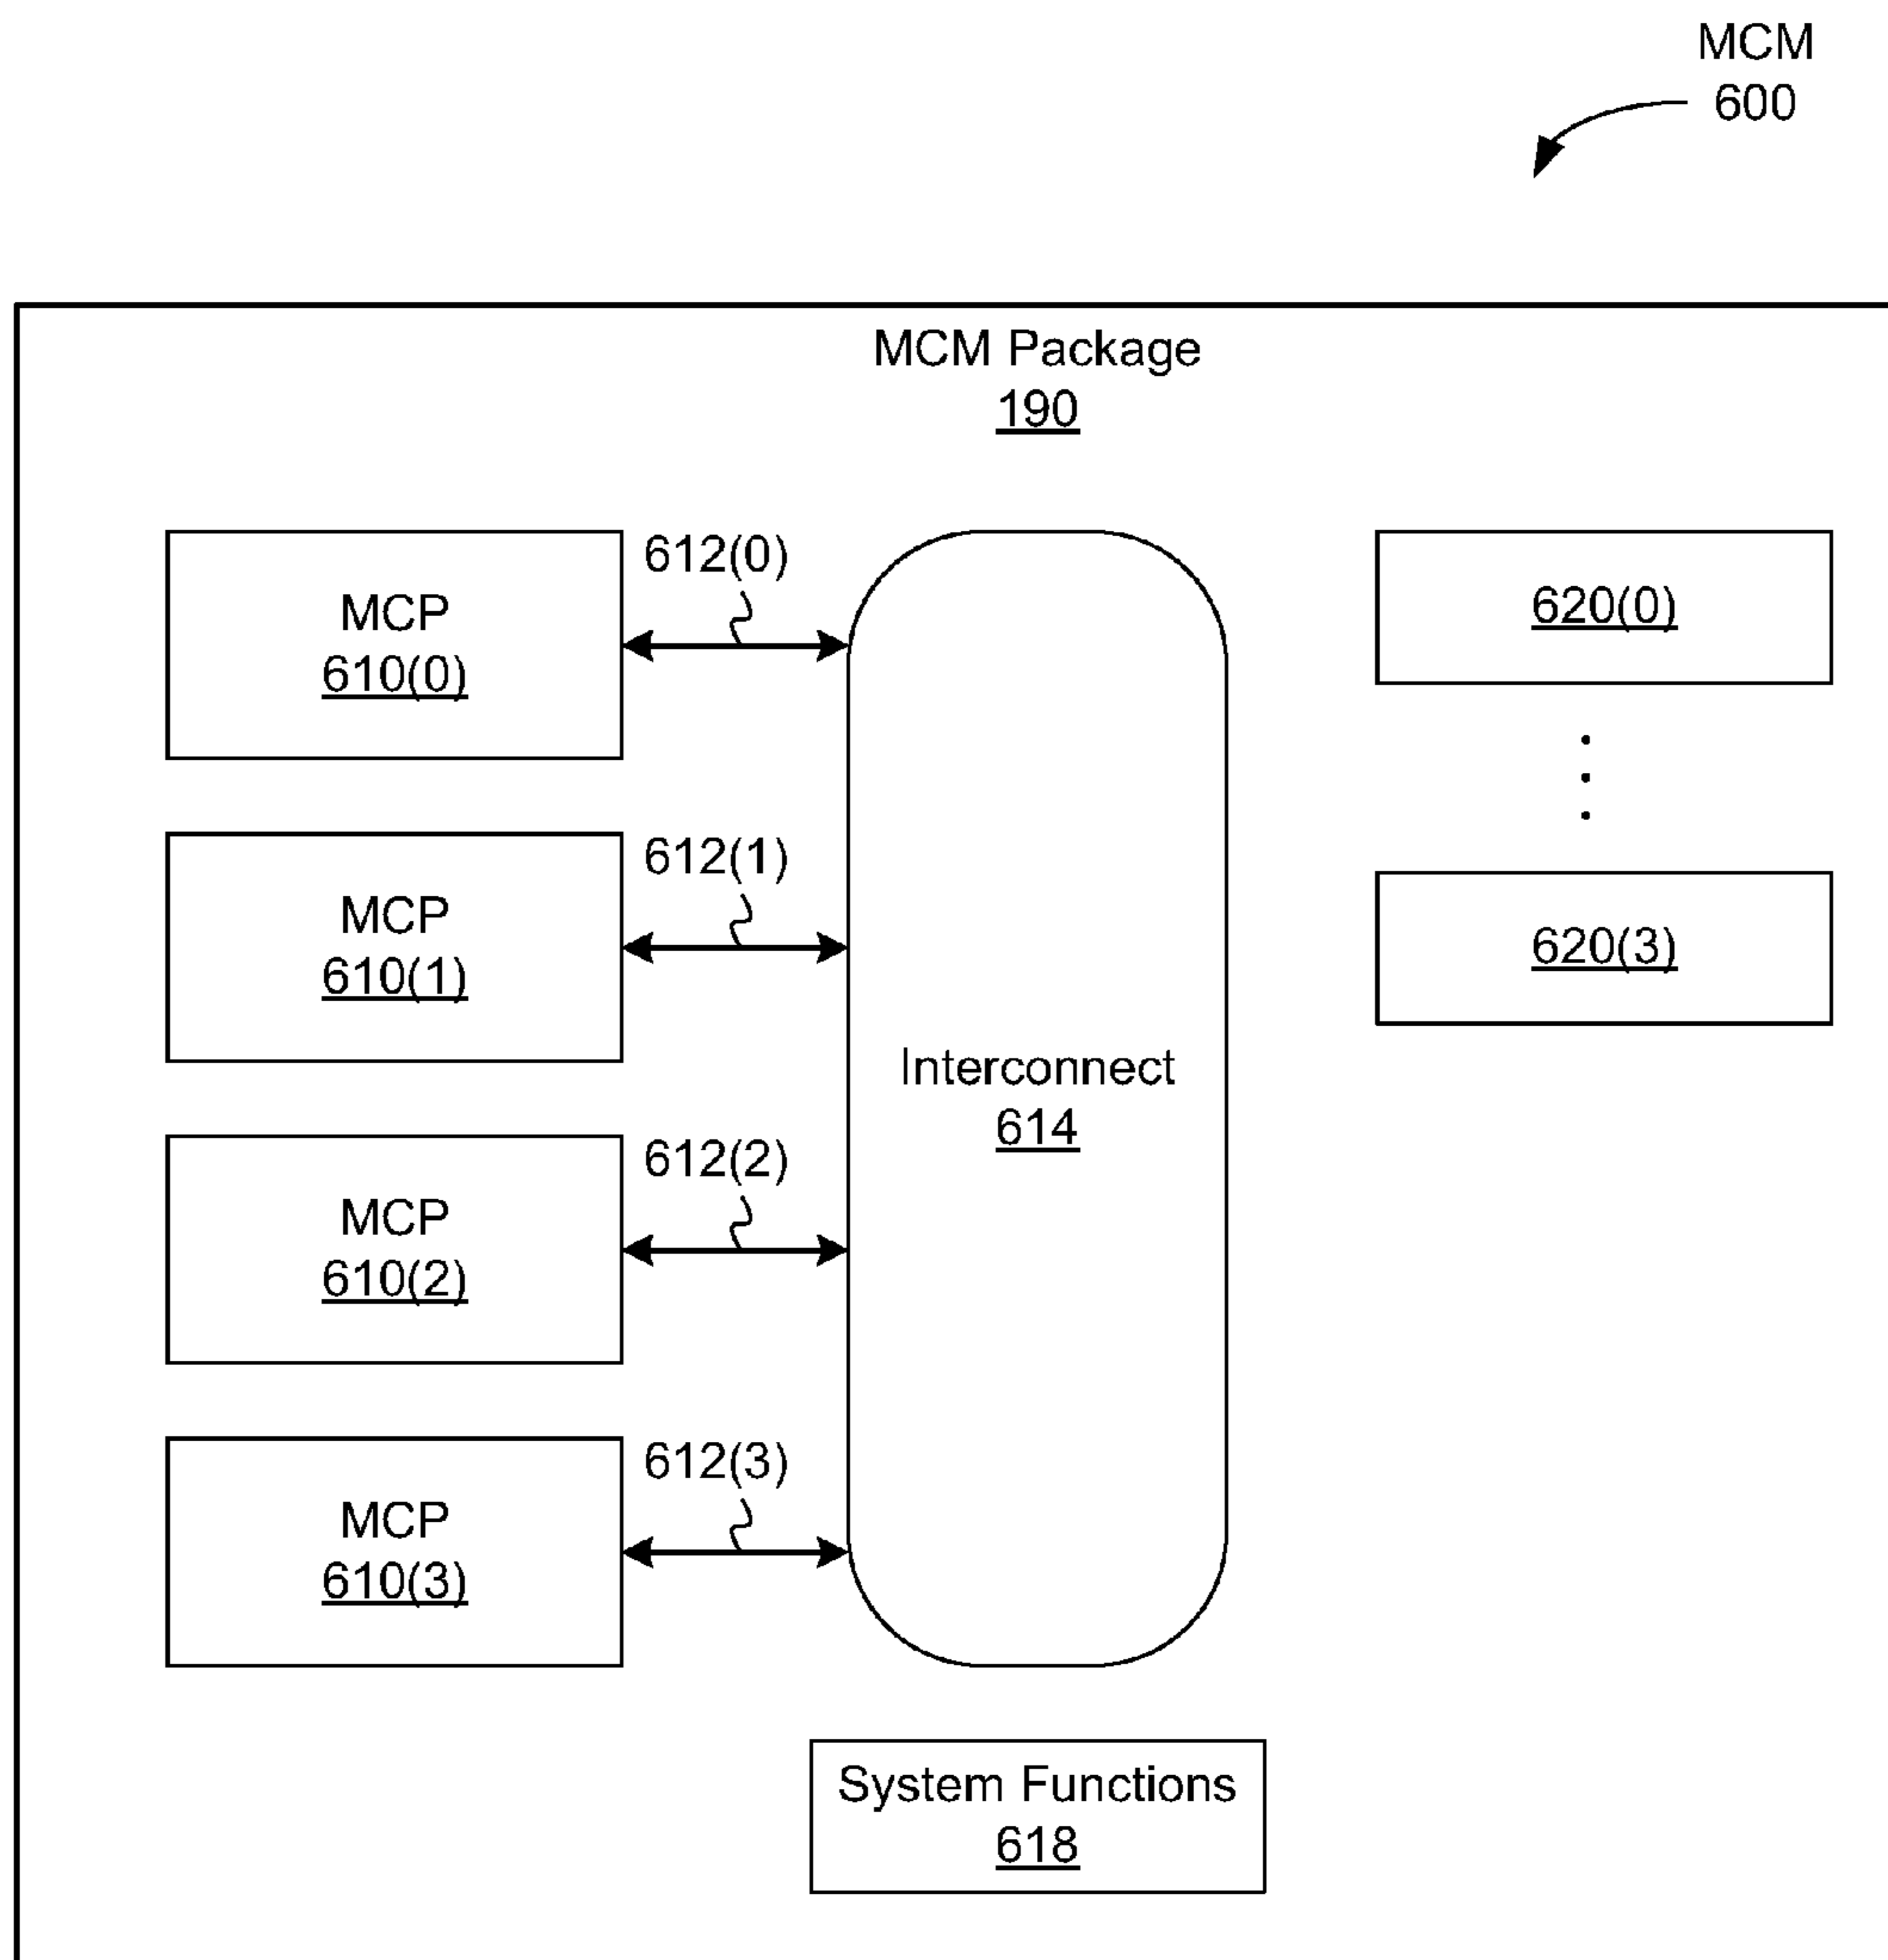 MCM
600
MCM Package
190
MCP
610(0)
612(0)
620(0)
MCP
610(1)
612(1)
620(3)
Interconnect
614
MCP
610(2)
612(2)
MCP
610(3)
612(3)
System Functions
618